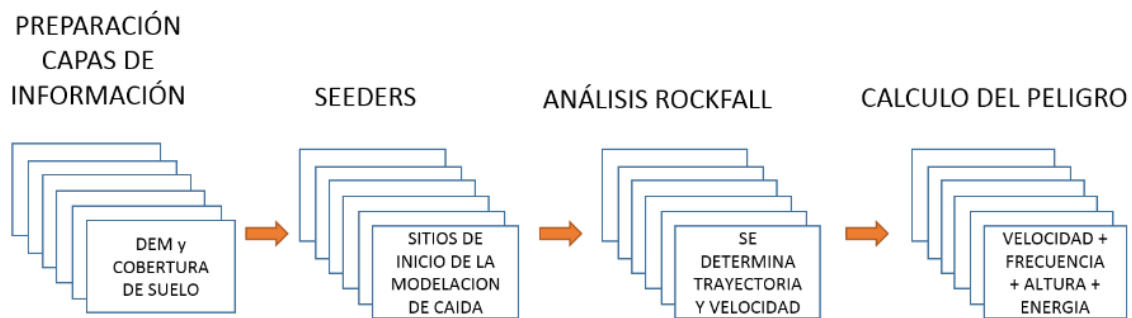 PREPARACIÓN
CAPAS DE
INFORMACIÓN
SEEDERS
ANÁLISIS ROCKFALL
CALCULO DEL PELIGRO
DEM y
COBERTURA
DE SUELO
SITIOS DE
INICIO DE LA
MODELACION
DE CAIDA
SE
DETERMINA
TRAYECTORIA
Y VELOCIDAD
VELOCIDAD +
FRECUENCIA
+ ALTURA +
ENERGIA